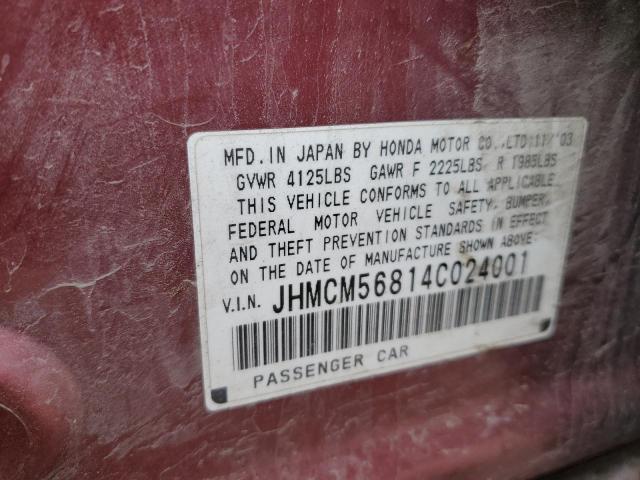 MFD. IN JAPAN BY HONDA MOTOR CO.,LTD 11/'03
GVWR 4125LBS GAWR F 2225LBS R 1985LBS
THIS VEHICLE CONFORMS TO ALL APPLICABLE
FEDERAL MOTOR VEHICLE SAFETY, BUMPER,
AND THEFT PREVENTION STANDARDS IN EFFECT
ON THE DATE OF MANUFACTURE SHOWN ABOVE.
V.I.N. JHMCM56814C024001
PASSENGER CAR